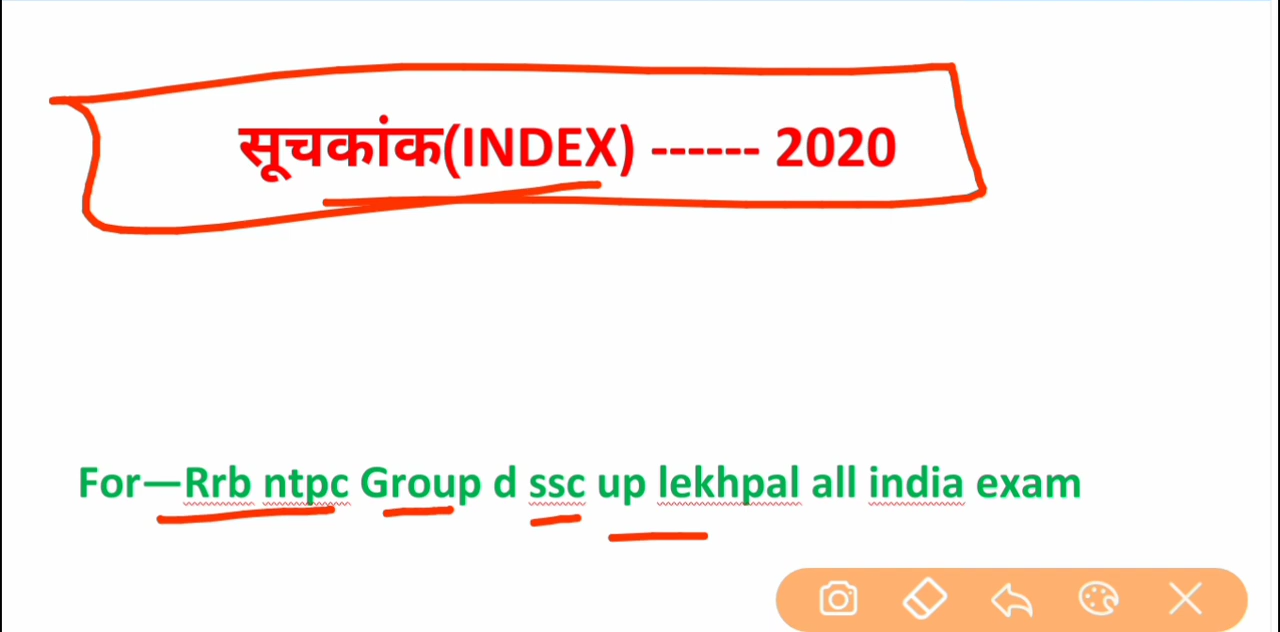 सूचकांक(INDEX) ------ 2020
For—Rrb ntpc Group d ssc up lekhpal all india exam